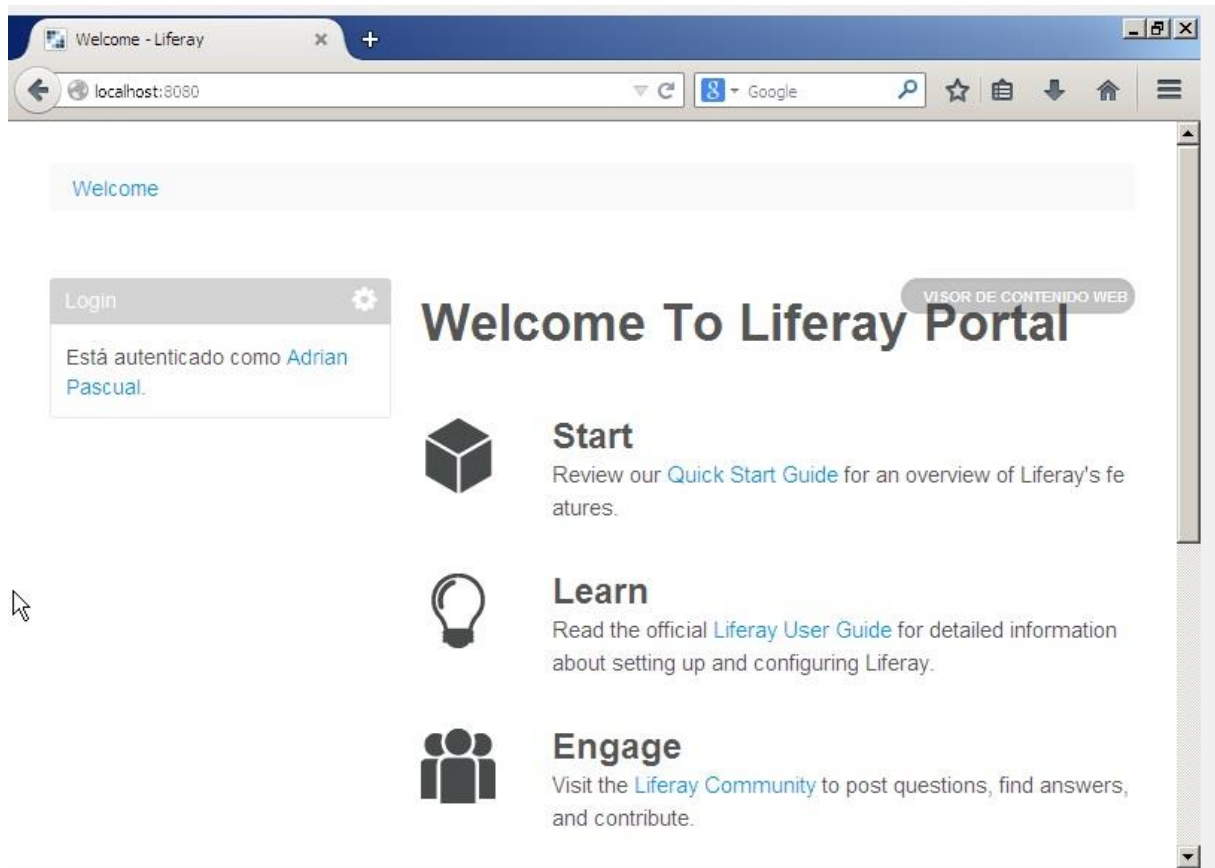 Welcome - Liferay
localhost:8080
8 Google
Welcome
Login
Está autenticado como Adrian
Pascual.
VISOR DE CONTENIDO WEB
Welcome To Liferay Portal
Start
Review our Quick Start Guide for an overview of Liferay's fe
atures.
Learn
Read the official Liferay User Guide for detailed information
about setting up and configuring Liferay.
Engage
Visit the Liferay Community to post questions, find answers,
and contribute.